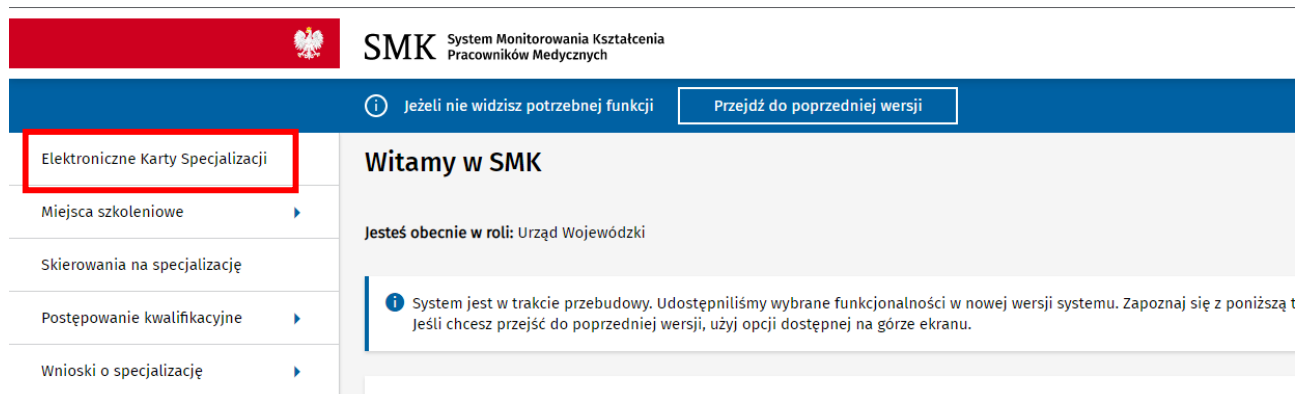 SMK System Monitorowania Kształcenia
Pracowników Medycznych
Jeżeli nie widzisz potrzebnej funkcji
Przejdź do poprzedniej wersji
Elektroniczne Karty Specjalizacji
Miejsca szkoleniowe
Skierowania na specjalizację
Postępowanie kwalifikacyjne
Wnioski o specjalizację
Witamy w SMK
Jesteś obecnie w roli: Urząd Wojewódzki
System jest w trakcie przebudowy. Udostępniliśmy wybrane funkcjonalności w nowej wersji systemu. Zapoznaj się z poniższą
Jeśli chcesz przejść do poprzedniej wersji, użyj opcji dostępnej na górze ekranu.